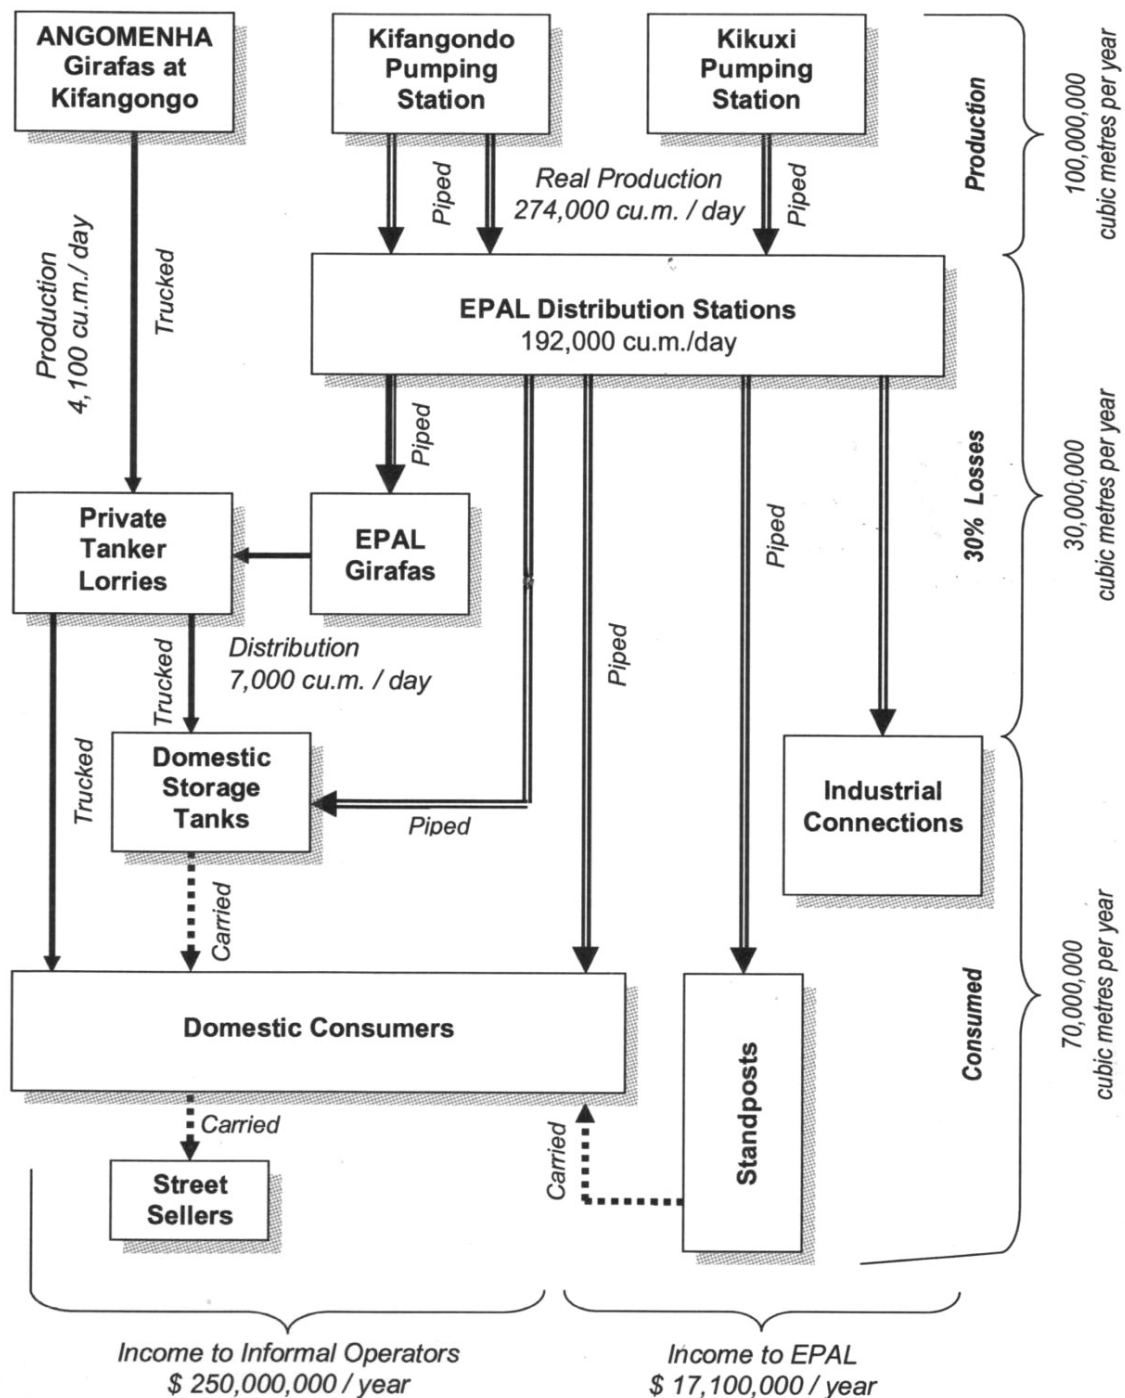 ANGOMENHA
Girafas at
Kifangongo
Kifangondo
Pumping
Station
Kikuxi
Pumping
Station
Production
100,000,000
cubic metres per year
Piped
Real Production
274,000 cu.m. / day
Piped
Production
4,100 cu.m./ day
Trucked
EPAL Distribution Stations
192,000 cu.m./day
Piped
30% Losses
30,000,000
cubic metres per year
Private
Tanker
Lorries
EPAL
Girafas
Piped
Piped
Trucked
Distribution
7,000 cu.m. / day
Trucked
Domestic
Storage
Tanks
Piped
Industrial
Connections
Carried
Consumed
70,000,000
cubic metres per year
Domestic Consumers
Standposts
Carried
Carried
Street
Sellers
Income to Informal Operators
$ 250,000,000 / year
Income to EPAL
$ 17,100,000 / year